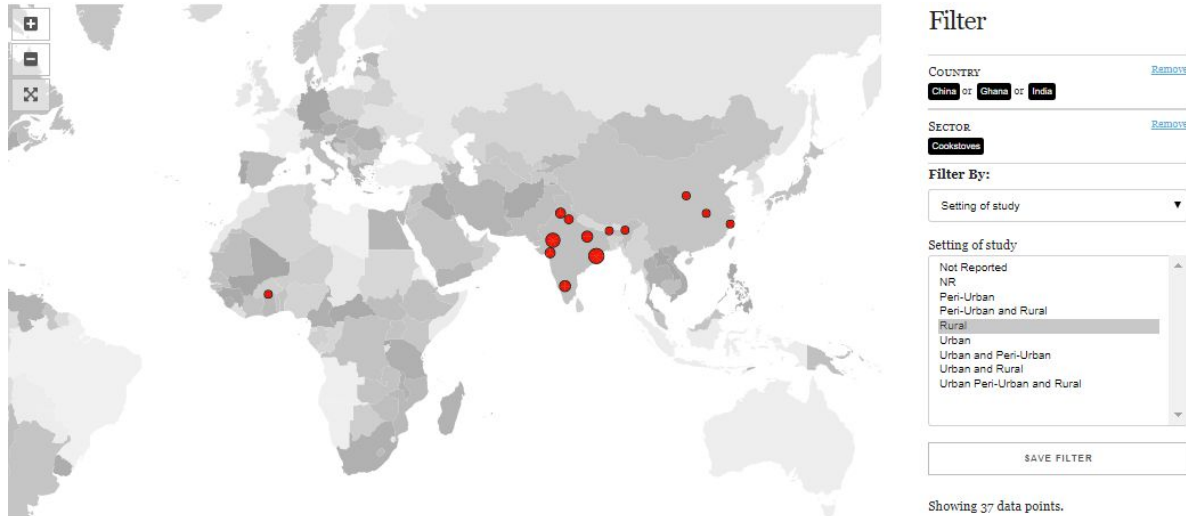 Filter
COUNTRY Remove
China or Ghana or India
SECTOR Remove
Cookstoves
Filter By:
Setting of study
Setting of study
Not Reported
NR
Peri-Urban
Peri-Urban and Rural
Rural
Urban
Urban and Peri-Urban
Urban and Rural
Urban Peri-Urban and Rural
SAVE FILTER
Showing 37 data points.